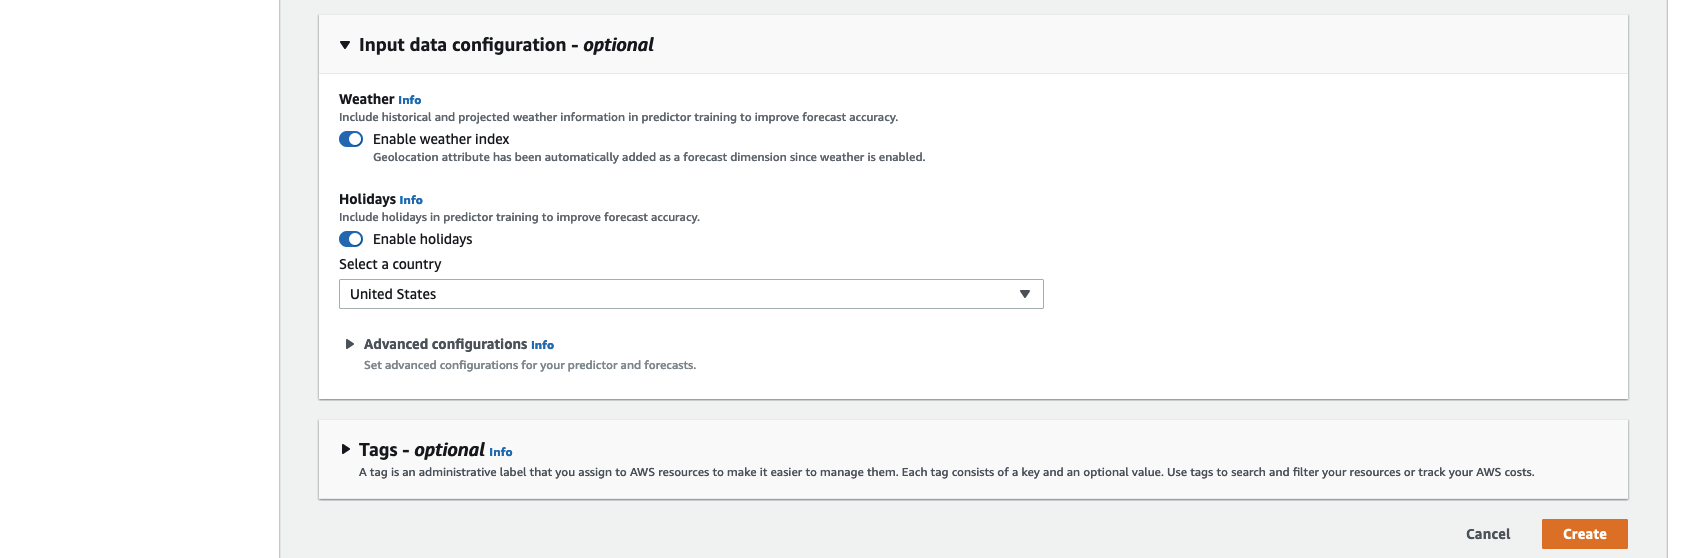 Input data configuration - optional
Weather Info
Include historical and projected weather information in predictor training to improve forecast accuracy.
Enable weather index
Geolocation attribute has been automatically added as a forecast dimension since weather is enabled.
Holidays Info
Include holidays in predictor training to improve forecast accuracy.
Enable holidays
Select a country
United States
Advanced configurations Info
Set advanced configurations for your predictor and forecasts.
Tags - optional Info
A tag is an administrative label that you assign to AWS resources to make it easier to manage them. Each tag consists of a key and an optional value. Use tags to search and filter your resources or track your AWS costs.
Cancel Create